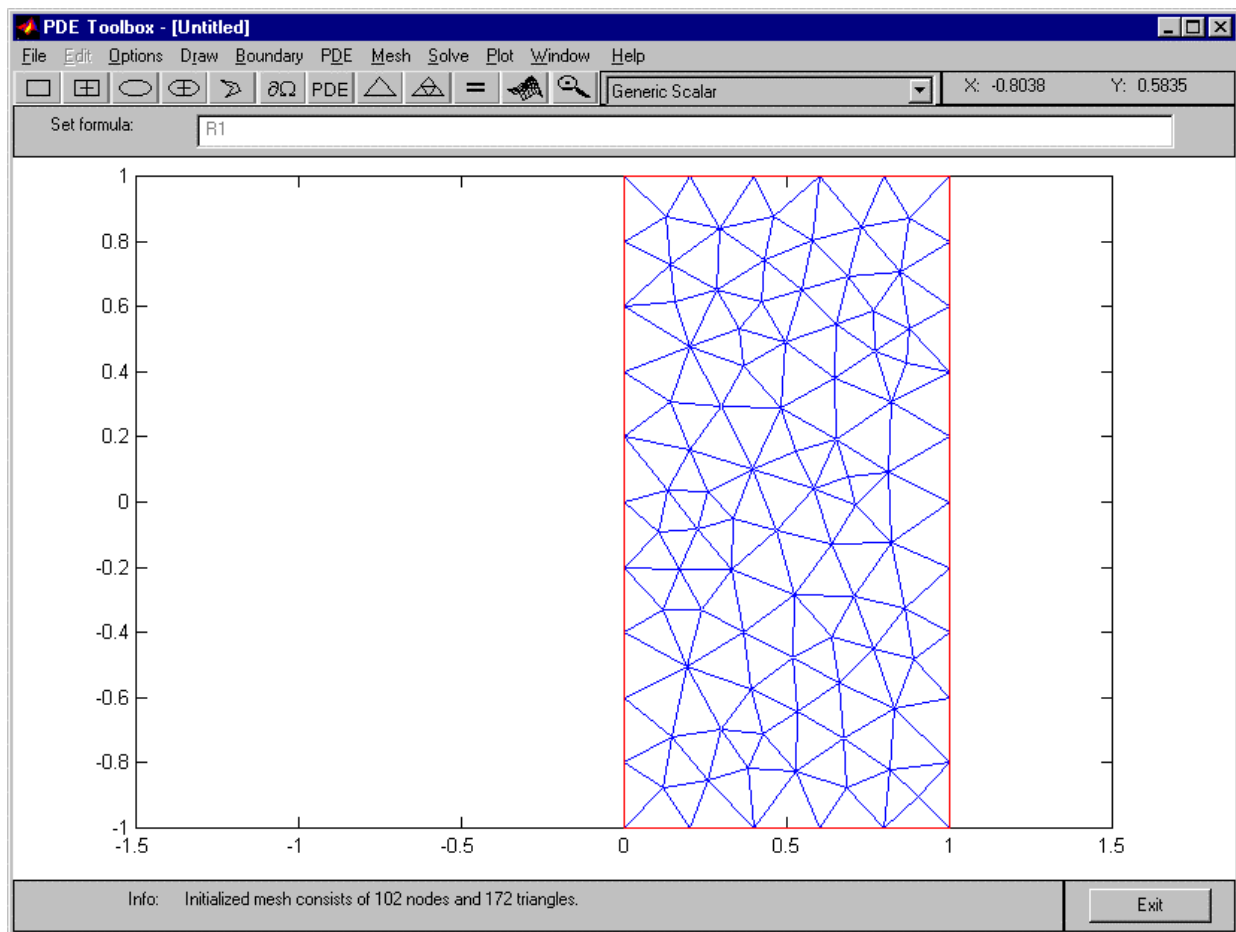 PDE Toolbox - [Untitled]
File Edit Options Draw Boundary PDE Mesh Solve Plot Window Help
∂Ω PDE = Generic Scalar X: -0.8038 Y: 0.5835
Set formula: R1
1
0.8
0.6
0.4
0.2
0
-0.2
-0.4
-0.6
-0.8
-1
-1.5 -1 -0.5 0 0.5 1 1.5
Info: Initialized mesh consists of 102 nodes and 172 triangles. Exit